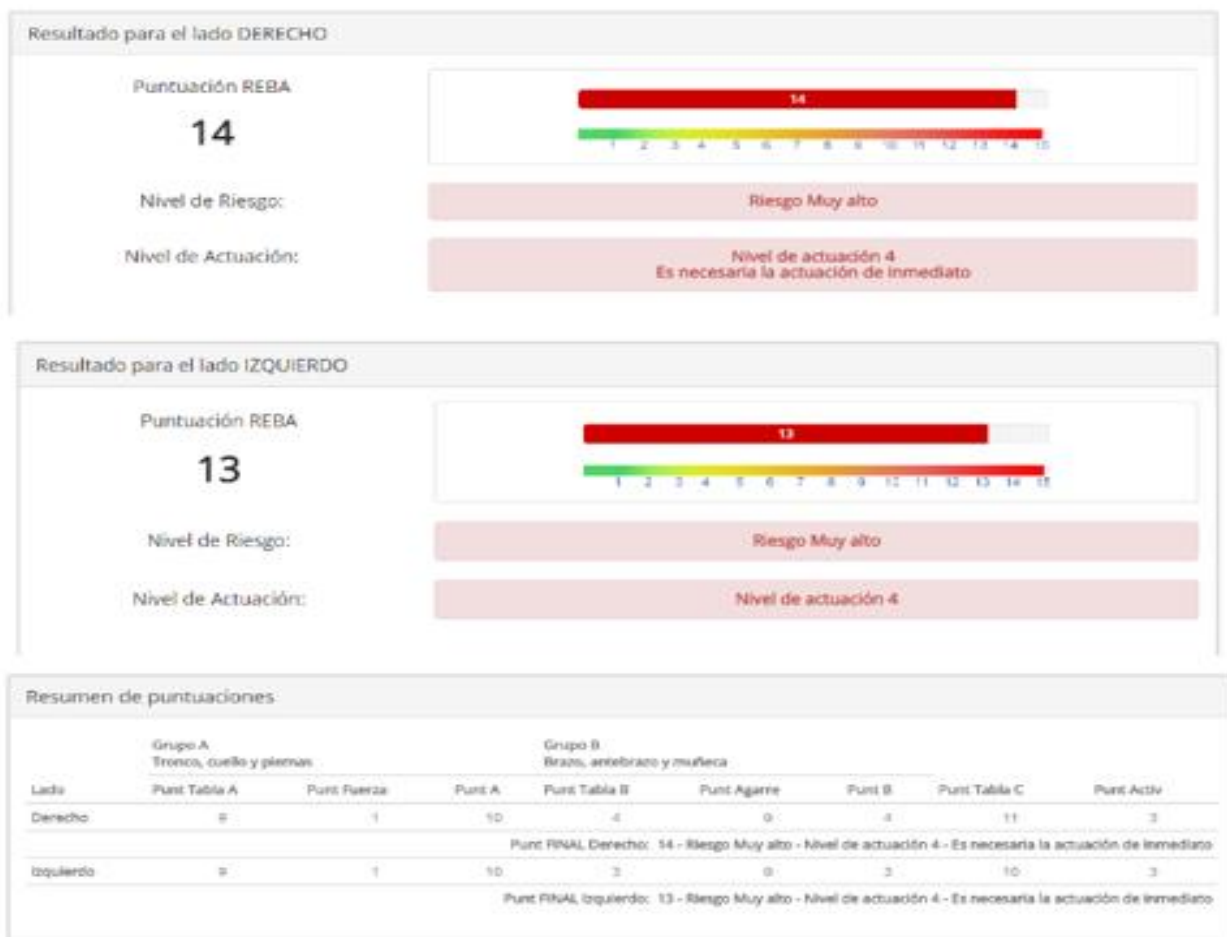 Resultado para el lado DERECHO
Puntuación REBA
14
14
1 2 3 4 5 6 7 8 9 10 11 12 13 14 15
Nivel de Riesgo:
Riesgo Muy alto
Nivel de Actuación:
Nivel de actuación 4
Es necesaria la actuación de inmediato
Resultado para el lado IZQUIERDO
Puntuación REBA
13
13
1 2 3 4 5 6 7 8 9 10 11 12 13 14 15
Nivel de Riesgo:
Riesgo Muy alto
Nivel de Actuación:
Nivel de actuación 4
Resumen de puntuaciones
Grupo A Grupo B
Tronco, cuello y piernas Brazo, antebrazo y muñeca
Lado Punt Tabla A Punt Fuerza Punt A Punt Tabla B Punt Agarre Punt B Punt Tabla C Punt Activ
Derecho 1 10 4 0 4 11 3
Punt FINAL Derecho: 14 - Riesgo Muy alto - Nivel de actuación 4 - Es necesaria la actuación de inmediato
Izquierdo 9 1 10 0 10 3
Punt FINAL Izquierdo: 13 - Riesgo Muy alto - Nivel de actuación 4 - Es necesaria la actuación de inmediato